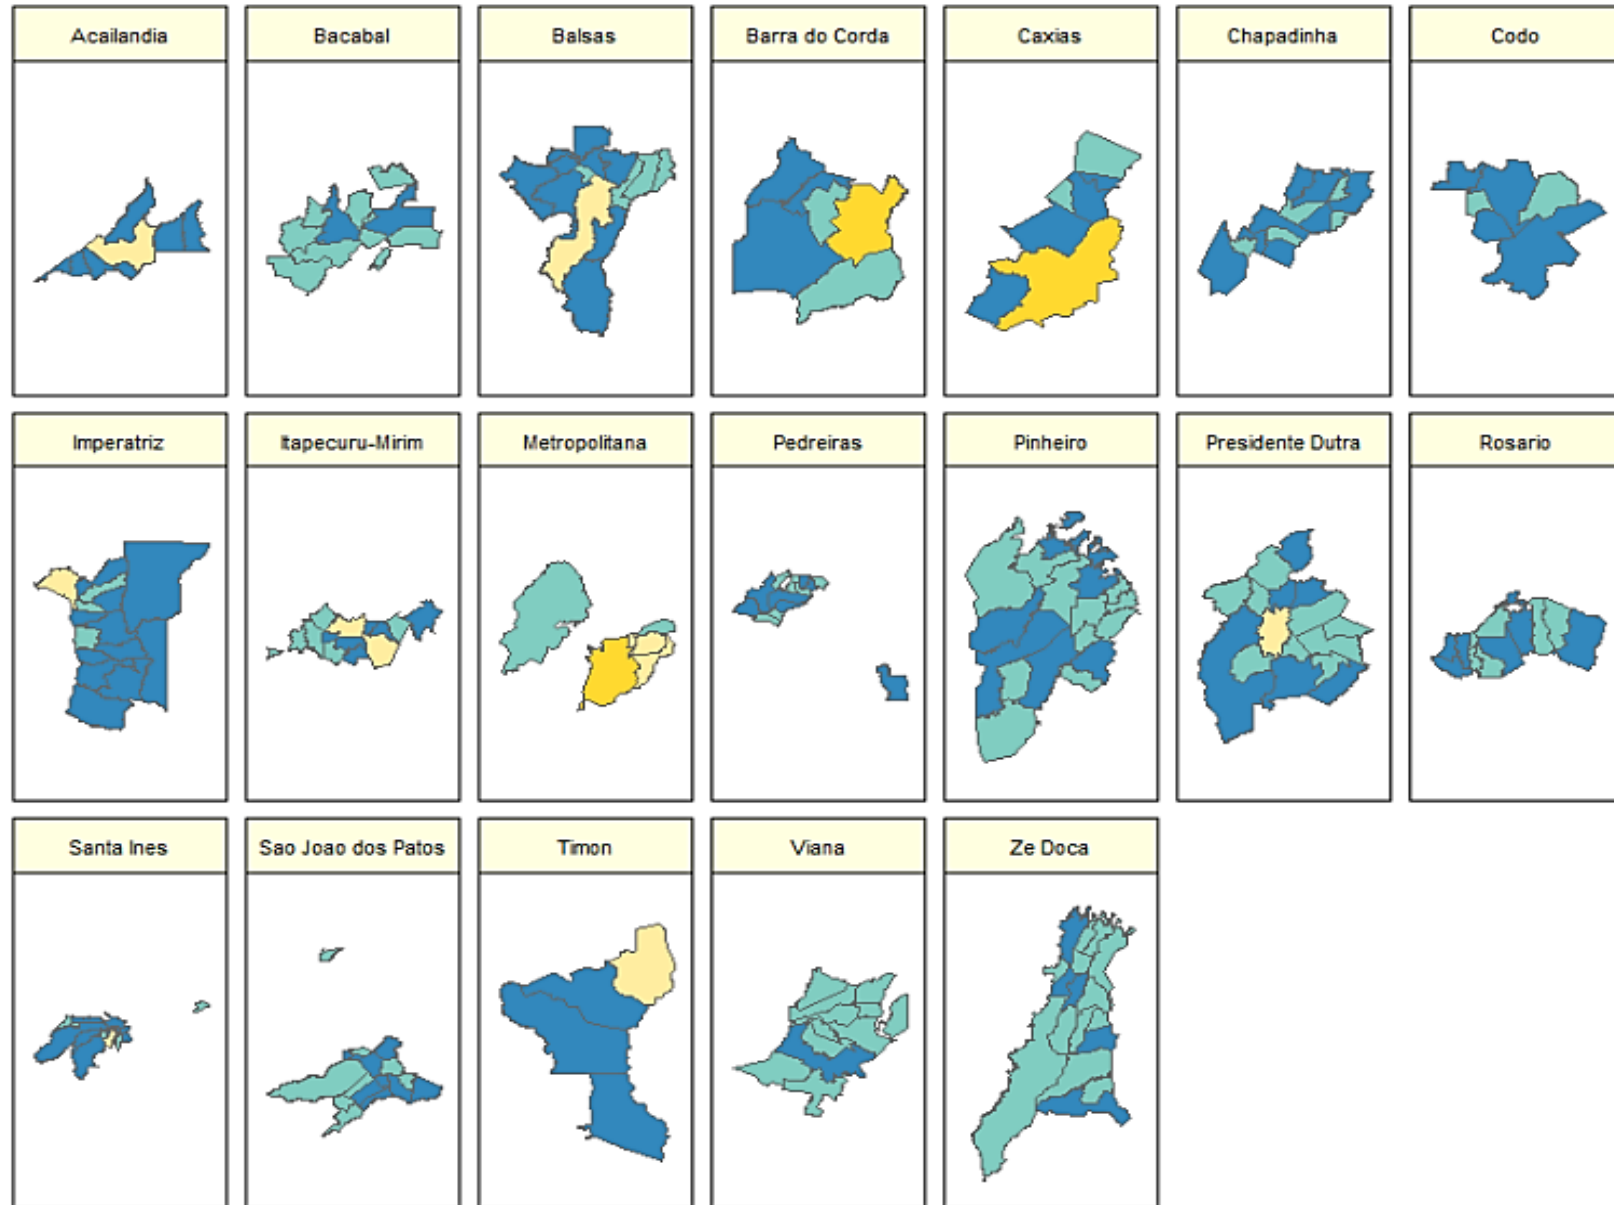 Acailandia
Bacabal
Balsas
Barra do Corda
Caxias
Chapadinha
Codo
Imperatriz
Itapecuru-Mirim
Metropolitana
Pedreiras
Pinheiro
Presidente Dutra
Rosario
Santa Ines
Sao Joao dos Patos
Timon
Viana
Ze Doca